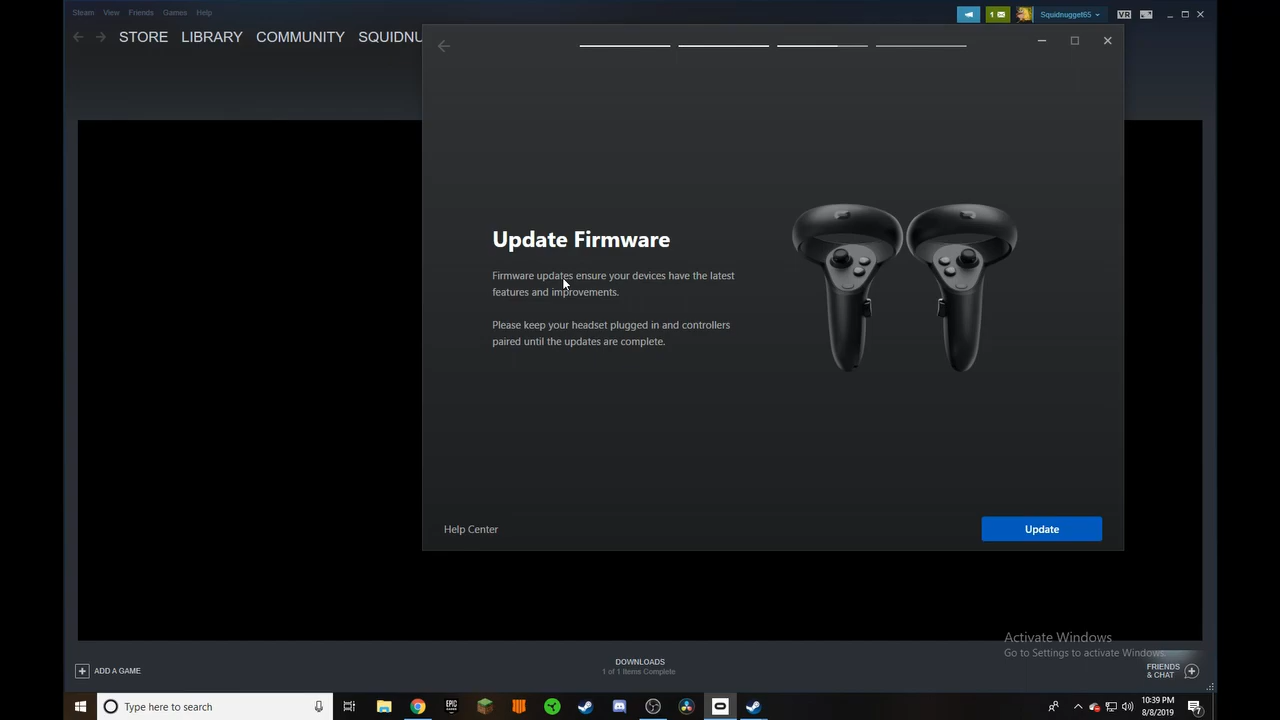 Steam View Friends Games Help
1
Squidnugget65
VR
STORE LIBRARY COMMUNITY SQUIDNU
Update Firmware
Firmware updates ensure your devices have the latest
features and improvements.
Please keep your headset plugged in and controllers
paired until the updates are complete.
Help Center
Update
Activate Windows
Go to Settings to activate Windows.
ADD A GAME
DOWNLOADS
1 of 1 Items Complete
FRIENDS
& CHAT
Type here to search
EPIC
10:39 PM
8/8/2019